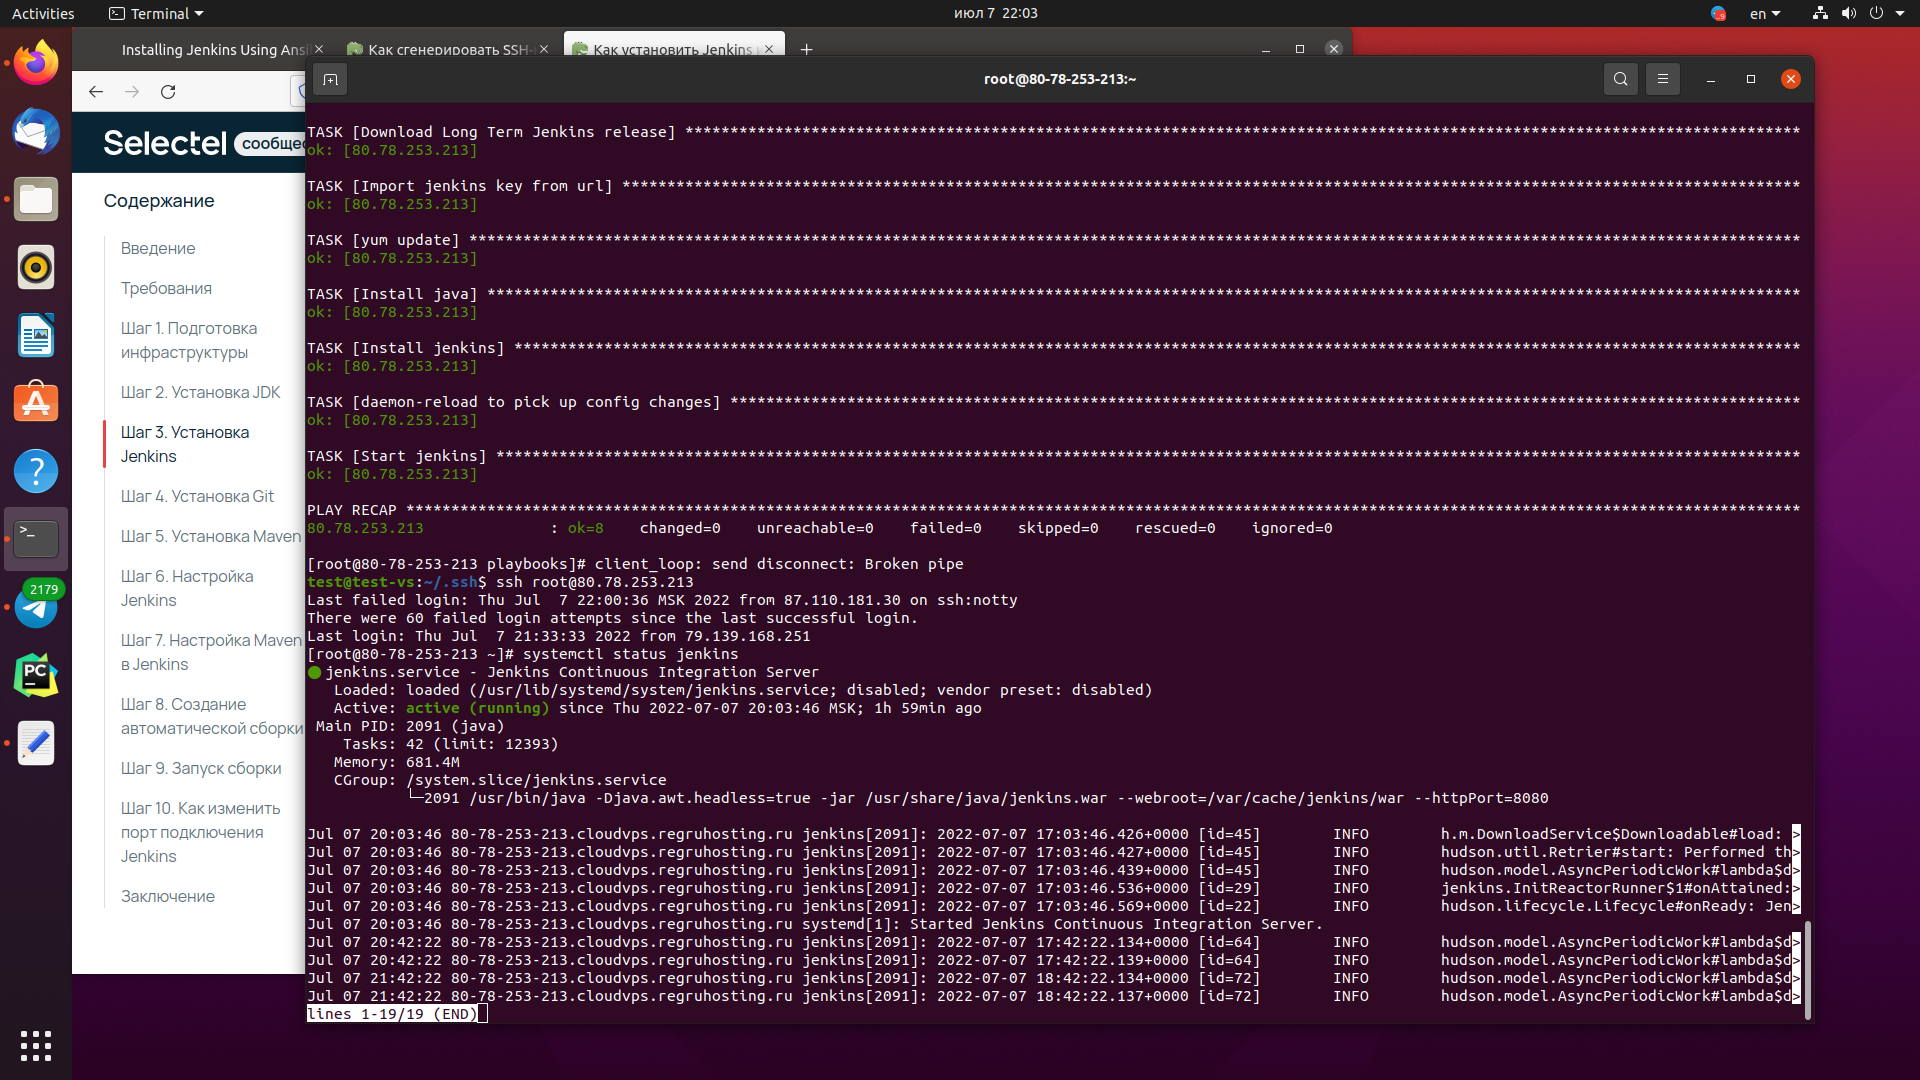 Activities
Terminal
июл 7 22:03
en
Installing Jenkins Using Ansi
Как сгенерировать SSH-
Как установить Jenkins
root@80-78-253-213:~
Selectel сообщес
Содержание
Введение
Требования
Шаг 1. Подготовка
инфраструктуры
Шаг 2. Установка JDK
Шаг 3. Установка
Jenkins
Шаг 4. Установка Git
Шаг 5. Установка Maven
Шаг 6. Настройка
Jenkins
Шаг 7. Настройка Maven
в Jenkins
Шаг 8. Создание
автоматической сборки
Шаг 9. Запуск сборки
Шаг 10. Как изменить
порт подключения
Jenkins
Заключение
2179
PC
TASK [Download Long Term Jenkins release] ****************************************************************************************************************************
ok: [80.78.253.213]
TASK [Import jenkins key from url] ***********************************************************************************************************************************
ok: [80.78.253.213]
TASK [yum update] ****************************************************************************************************************************************************
ok: [80.78.253.213]
TASK [Install java] **************************************************************************************************************************************************
ok: [80.78.253.213]
TASK [Install jenkins] ***********************************************************************************************************************************************
ok: [80.78.253.213]
TASK [daemon-reload to pick up config changes] ***********************************************************************************************************************
ok: [80.78.253.213]
TASK [Start jenkins] *************************************************************************************************************************************************
ok: [80.78.253.213]
PLAY RECAP ***********************************************************************************************************************************************************
80.78.253.213              : ok=8    changed=0    unreachable=0    failed=0    skipped=0    rescued=0    ignored=0
[root@80-78-253-213 playbooks]# client_loop: send disconnect: Broken pipe
test@test-vs:~/.ssh$ ssh root@80.78.253.213
Last failed login: Thu Jul  7 22:00:36 MSK 2022 from 87.110.181.30 on ssh:notty
There were 60 failed login attempts since the last successful login.
Last login: Thu Jul  7 21:33:33 2022 from 79.139.168.251
[root@80-78-253-213 ~]# systemctl status jenkins
● jenkins.service - Jenkins Continuous Integration Server
Loaded: loaded (/usr/lib/systemd/system/jenkins.service; disabled; vendor preset: disabled)
Active: active (running) since Thu 2022-07-07 20:03:46 MSK; 1h 59min ago
Main PID: 2091 (java)
Tasks: 42 (limit: 12393)
Memory: 681.4M
CGroup: /system.slice/jenkins.service
└─2091 /usr/bin/java -Djava.awt.headless=true -jar /usr/share/java/jenkins.war --webroot=/var/cache/jenkins/war --httpPort=8080
Jul 07 20:03:46 80-78-253-213.cloudvps.regruhosting.ru jenkins[2091]: 2022-07-07 17:03:46.426+0000 [id=45]        INFO        h.m.DownloadService$Downloadable#load: >
Jul 07 20:03:46 80-78-253-213.cloudvps.regruhosting.ru jenkins[2091]: 2022-07-07 17:03:46.427+0000 [id=45]        INFO        hudson.util.Retrier#start: Performed th>
Jul 07 20:03:46 80-78-253-213.cloudvps.regruhosting.ru jenkins[2091]: 2022-07-07 17:03:46.439+0000 [id=45]        INFO        hudson.model.AsyncPeriodicWork#lambda$d>
Jul 07 20:03:46 80-78-253-213.cloudvps.regruhosting.ru jenkins[2091]: 2022-07-07 17:03:46.536+0000 [id=29]        INFO        jenkins.InitReactorRunner$1#onAttained:>
Jul 07 20:03:46 80-78-253-213.cloudvps.regruhosting.ru jenkins[2091]: 2022-07-07 17:03:46.569+0000 [id=22]        INFO        hudson.lifecycle.Lifecycle#onReady: Jen>
Jul 07 20:03:46 80-78-253-213.cloudvps.regruhosting.ru systemd[1]: Started Jenkins Continuous Integration Server.
Jul 07 20:42:22 80-78-253-213.cloudvps.regruhosting.ru jenkins[2091]: 2022-07-07 17:42:22.134+0000 [id=64]        INFO        hudson.model.AsyncPeriodicWork#lambda$d>
Jul 07 20:42:22 80-78-253-213.cloudvps.regruhosting.ru jenkins[2091]: 2022-07-07 17:42:22.139+0000 [id=64]        INFO        hudson.model.AsyncPeriodicWork#lambda$d>
Jul 07 21:42:22 80-78-253-213.cloudvps.regruhosting.ru jenkins[2091]: 2022-07-07 18:42:22.134+0000 [id=72]        INFO        hudson.model.AsyncPeriodicWork#lambda$d>
Jul 07 21:42:22 80-78-253-213.cloudvps.regruhosting.ru jenkins[2091]: 2022-07-07 18:42:22.137+0000 [id=72]        INFO        hudson.model.AsyncPeriodicWork#lambda$d>
lines 1-19/19 (END)